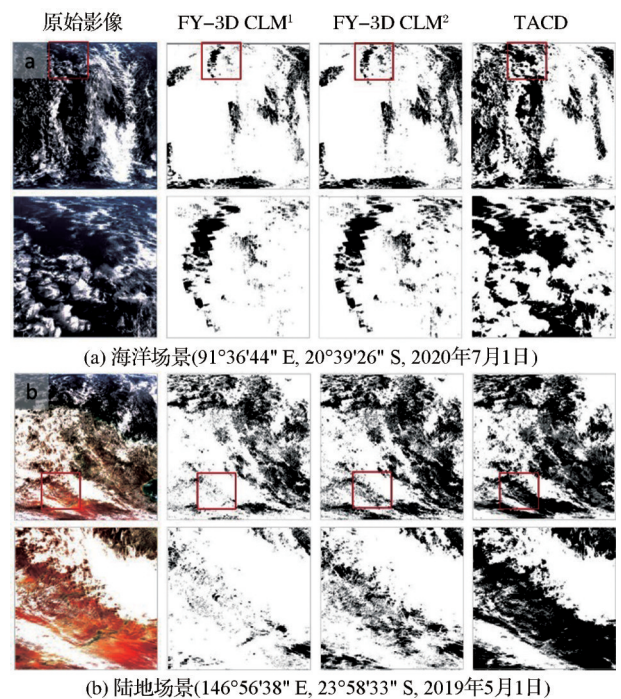 原始影像 FY-3D CLM¹ FY-3D CLM² TACD
a
(a) 海洋场景(91°36'44" E, 20°39'26" S, 2020年7月1日)
b
(b) 陆地场景(146°56'38" E, 23°58'33" S, 2019年5月1日)